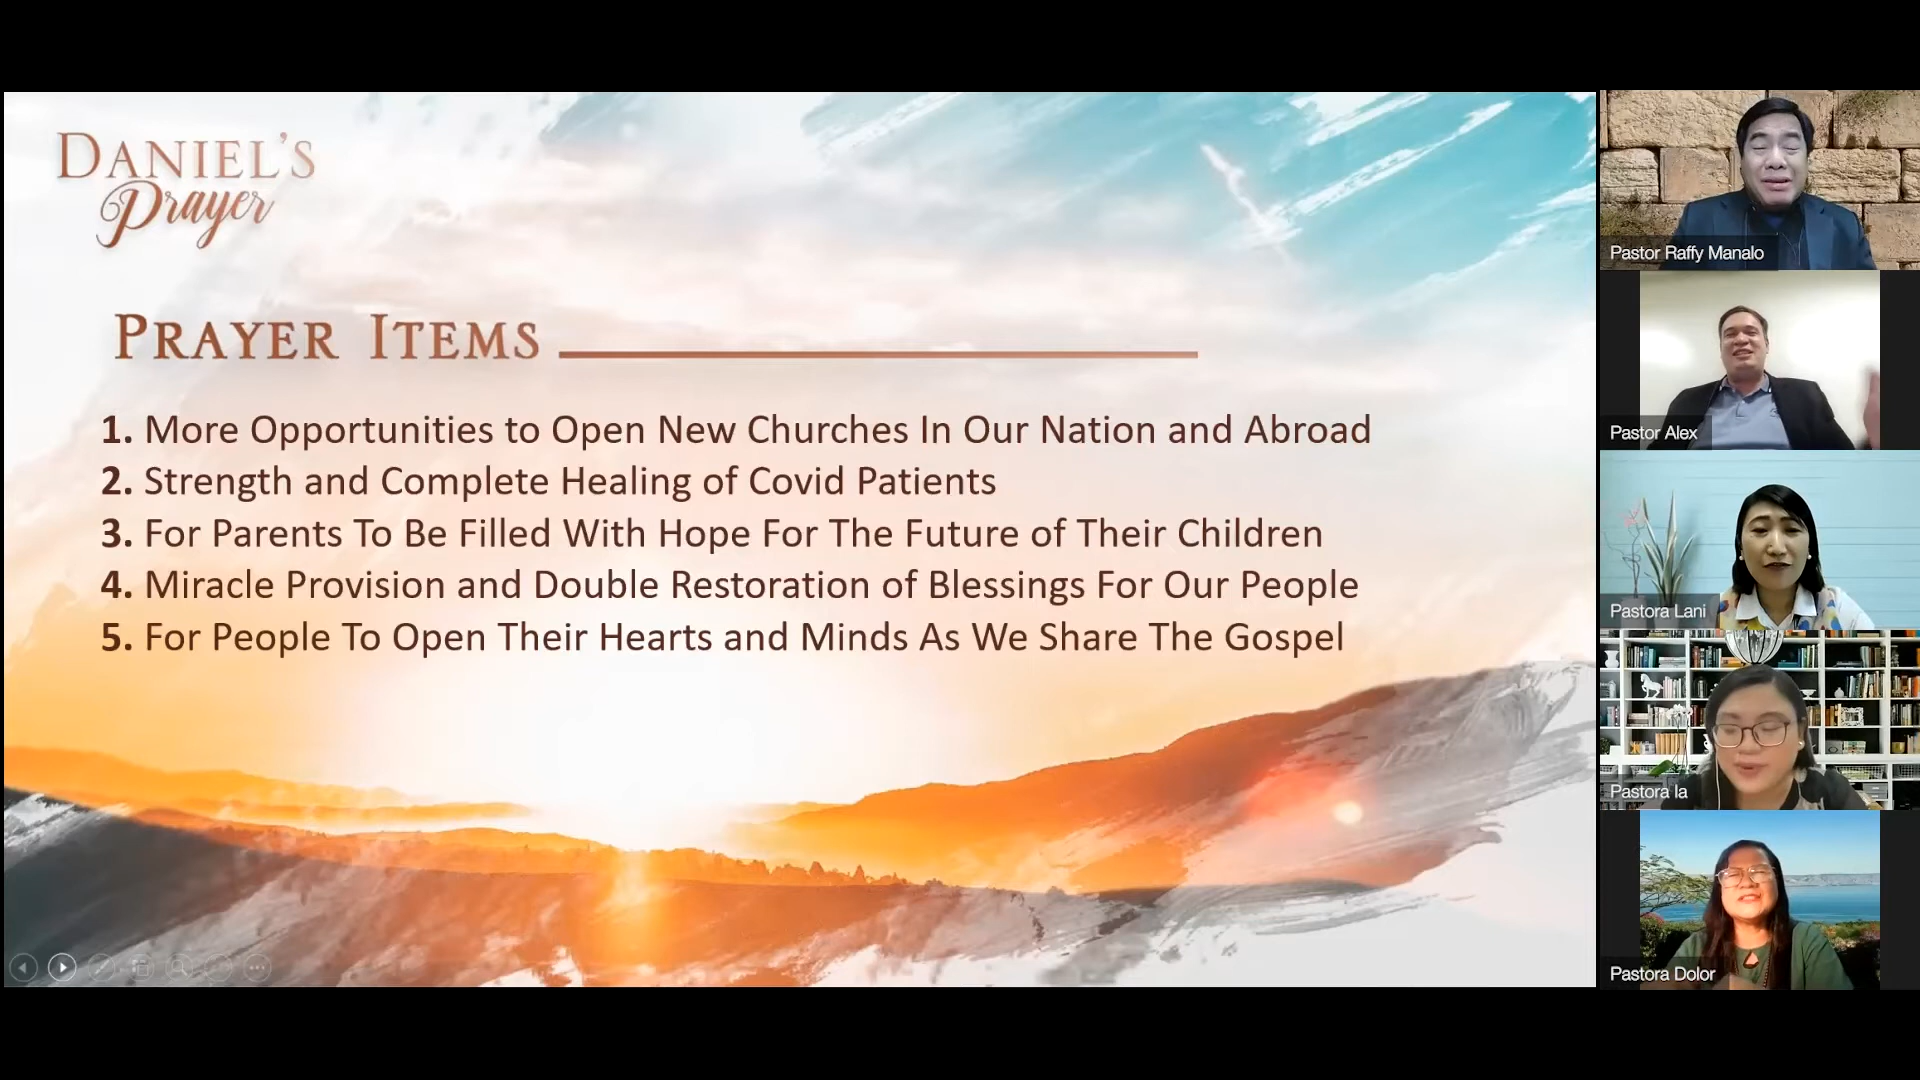 DANIEL'S
Prayer
PRAYER ITEMS
1. More Opportunities to Open New Churches In Our Nation and Abroad
2. Strength and Complete Healing of Covid Patients
3. For Parents To Be Filled With Hope For The Future of Their Children
4. Miracle Provision and Double Restoration of Blessings For Our People
5. For People To Open Their Hearts and Minds As We Share The Gospel
Pastor Raffy Manalo
Pastor Alex
Pastora Lani
Pastora Ia
Pastora Dolor